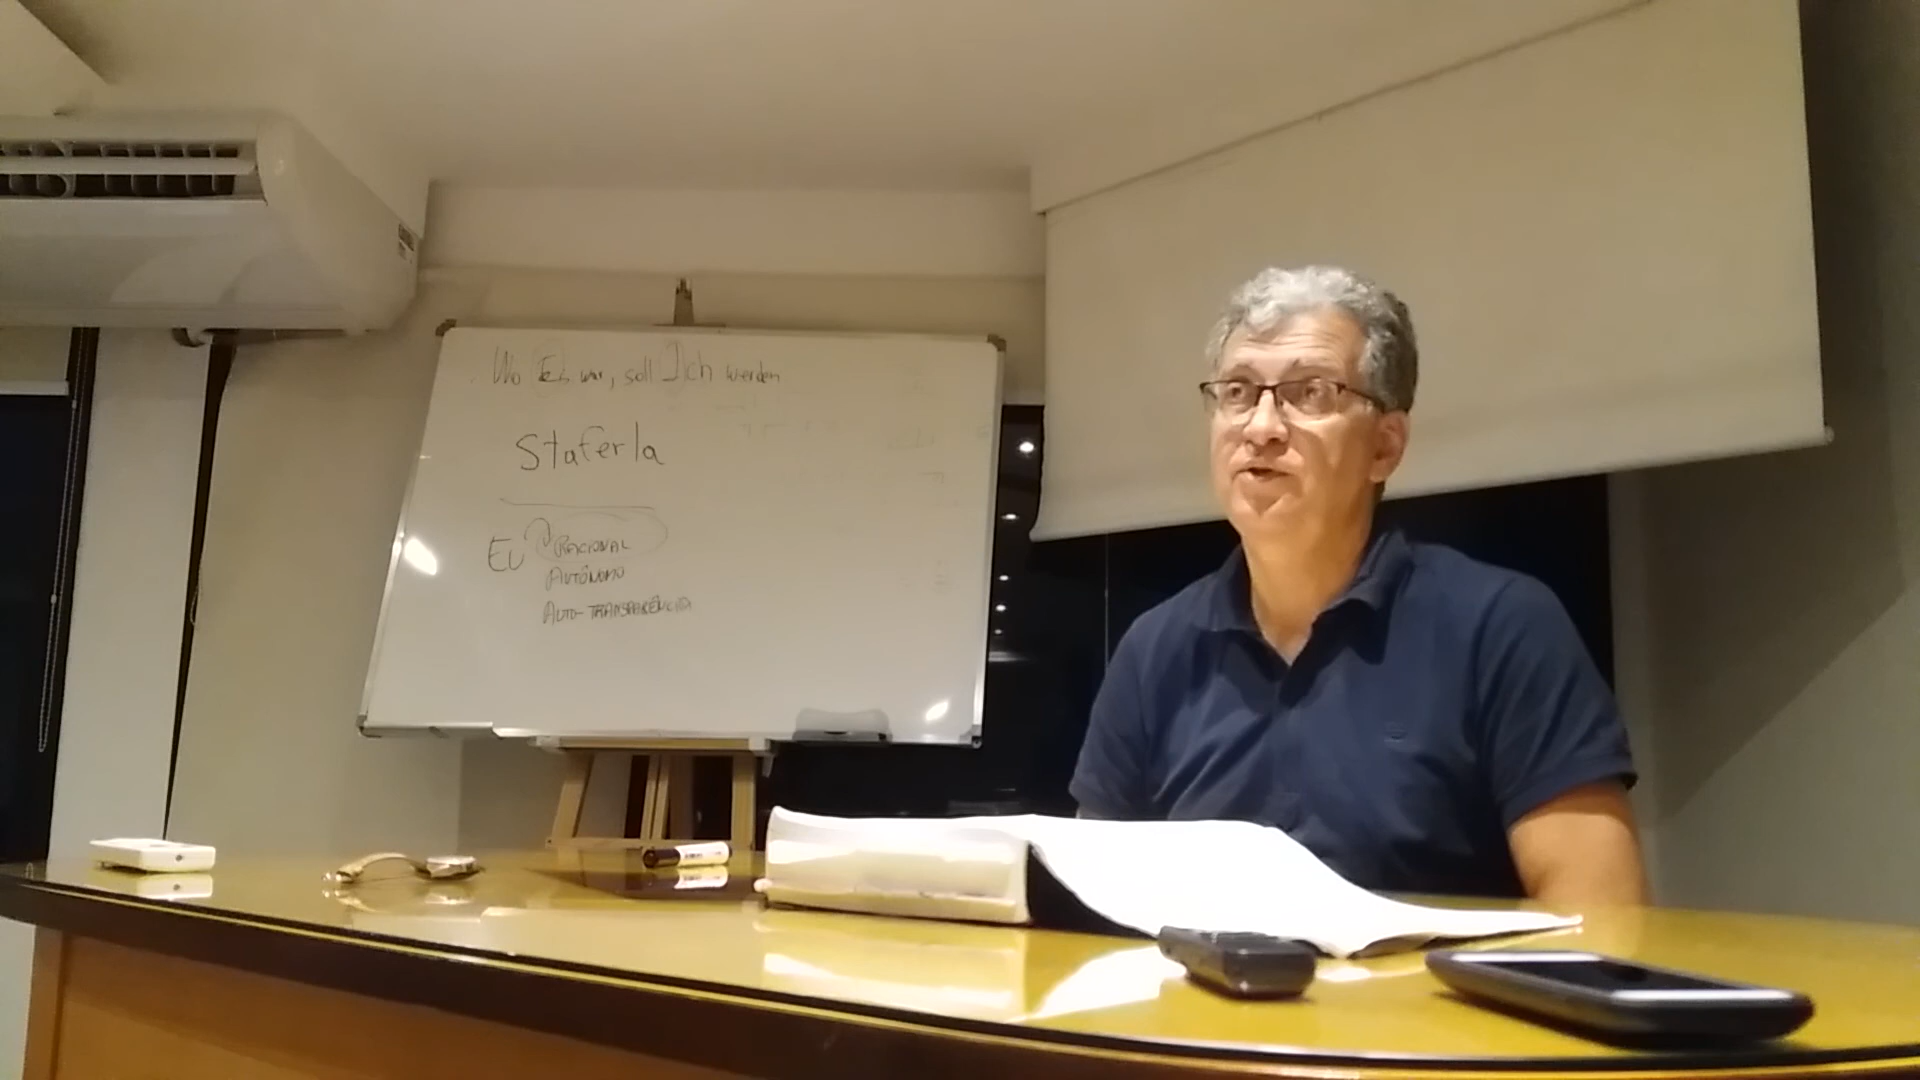 Wo Es war, soll Ich werden
Staferla
EU RACIONAL
AUTÔNOMO
AUTO-TRANSPARÊNCIA